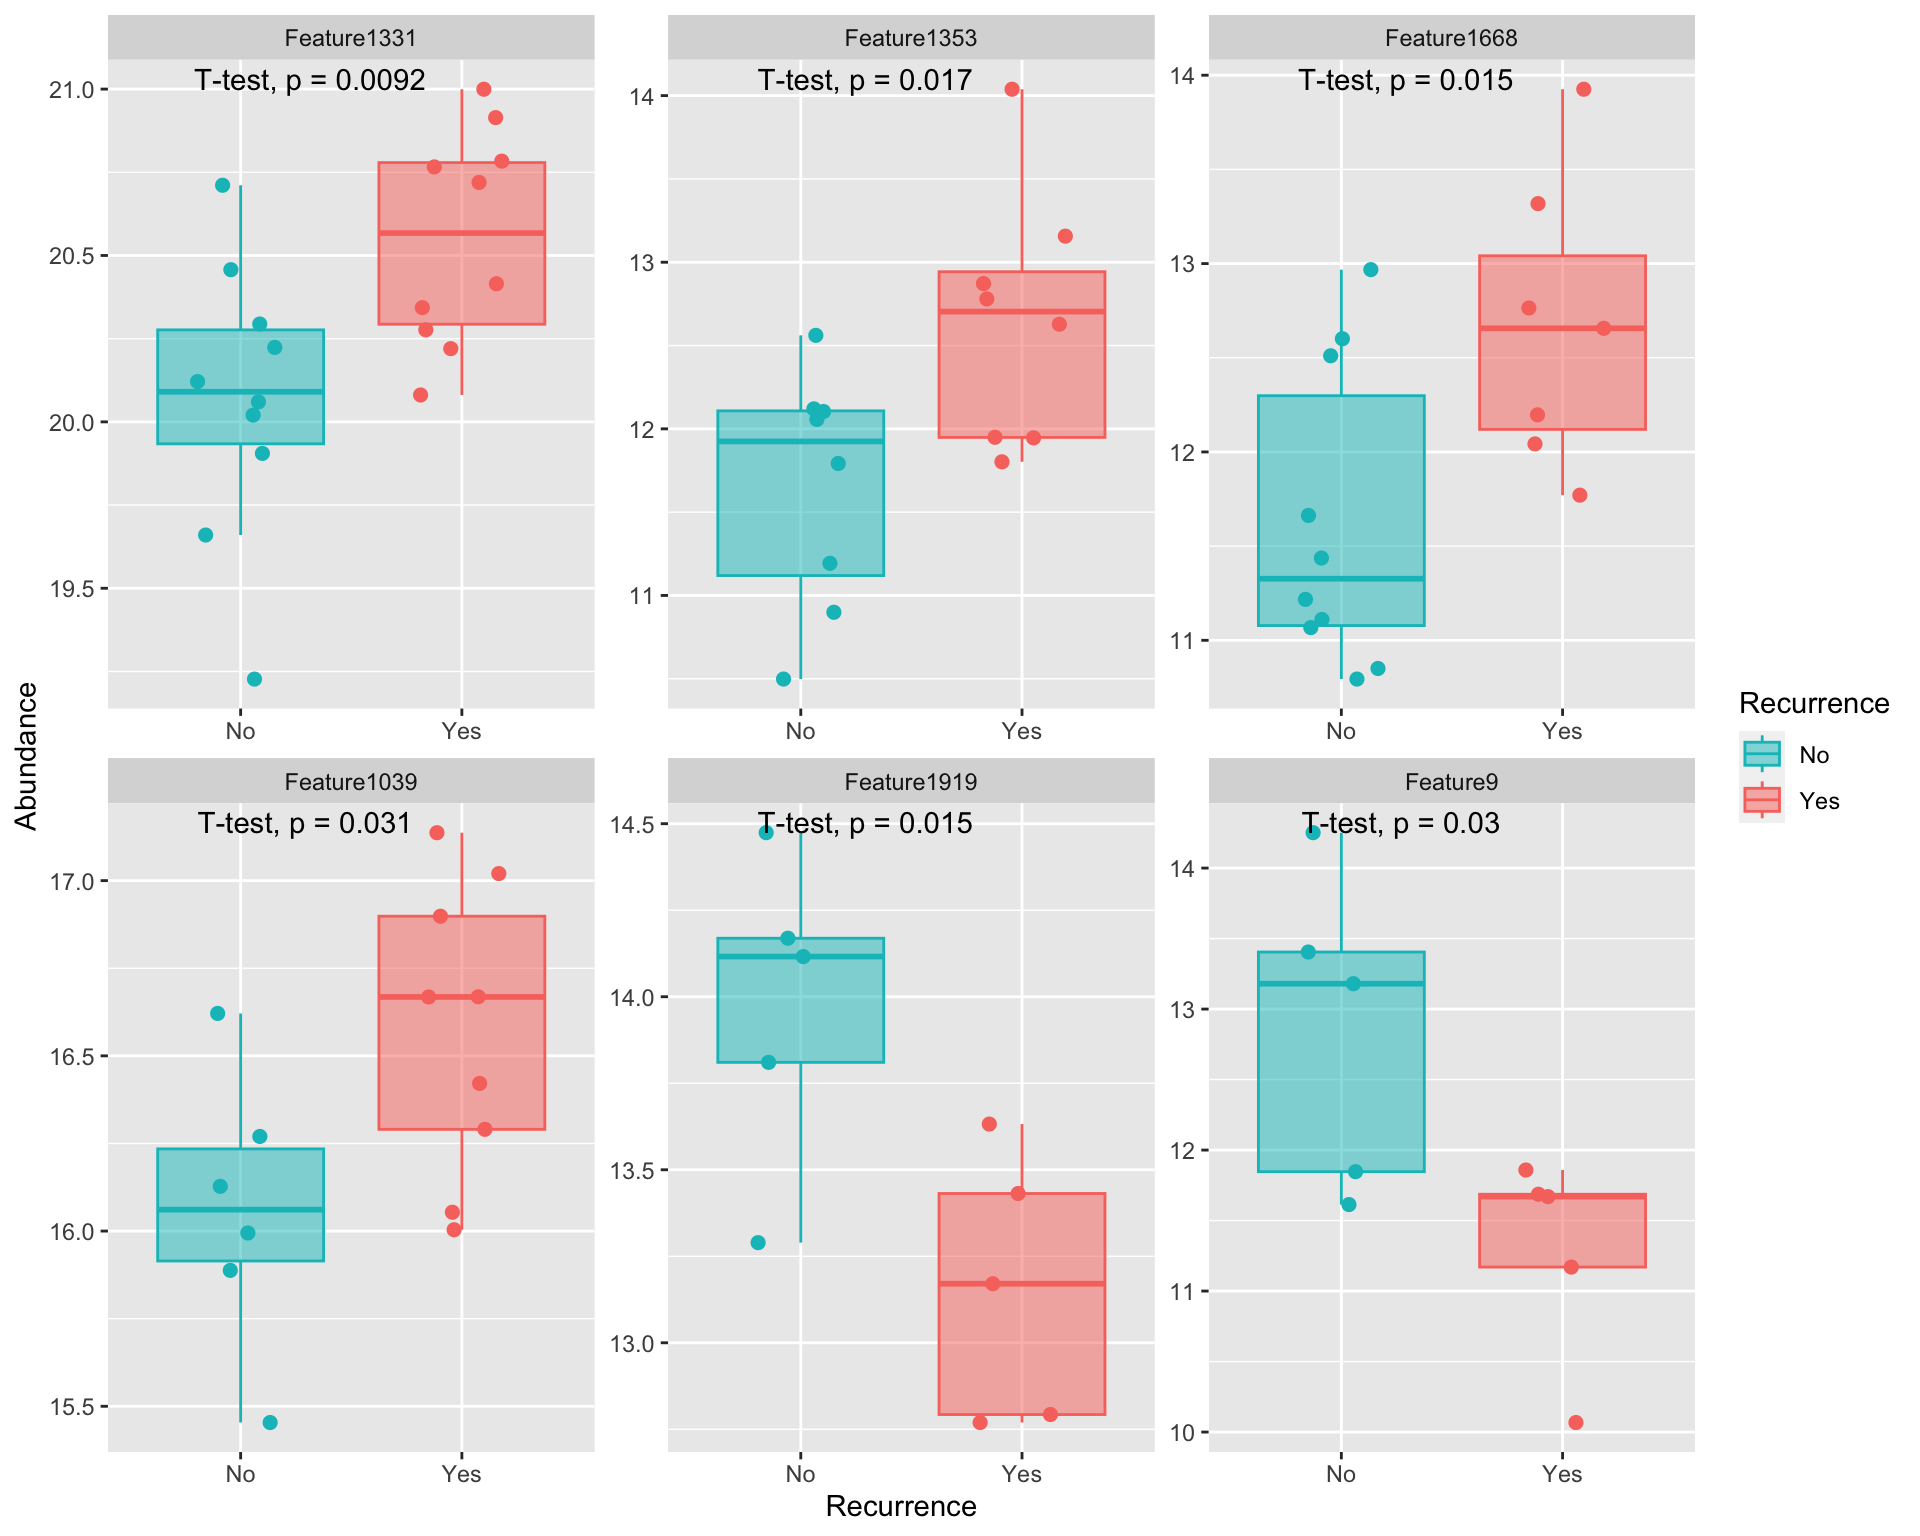 Feature1331
T-test, p = 0.0092
21.0
20.5
20.0
19.5
No
Yes
Feature1353
T-test, p = 0.017
14
13
12
11
No
Yes
Feature1668
T-test, p = 0.015
14
13
12
11
No
Yes
Feature1039
T-test, p = 0.031
17.0
16.5
16.0
15.5
No
Yes
Feature1919
T-test, p = 0.015
14.5
14.0
13.5
13.0
No
Yes
Feature9
T-test, p = 0.03
14
13
12
11
10
No
Yes
Abundance
Recurrence
Recurrence
No
Yes